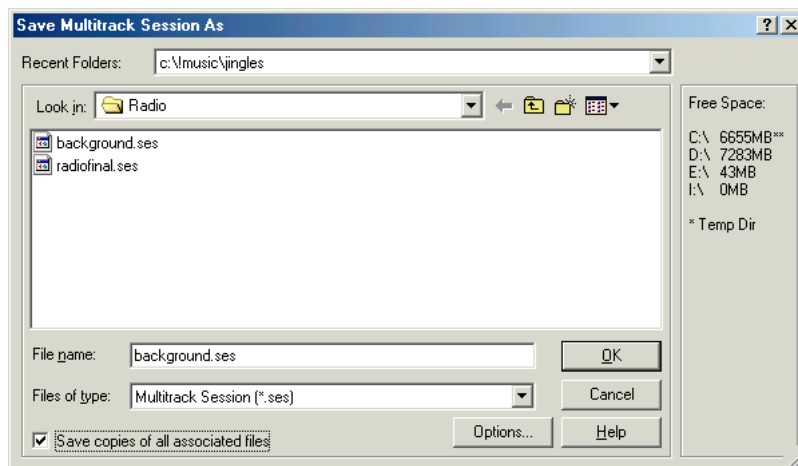 Save Multitrack Session As
Recent Folders: c:\!music\jingles
Look in: Radio
background.ses
radiofinal.ses
File name: background.ses
OK
Files of type: Multitrack Session (*.ses)
Cancel
Save copies of all associated files
Options...
Help
Free Space:
C:\ 6655MB**
D:\ 7283MB
E:\ 43MB
I:\ 0MB
* Temp Dir